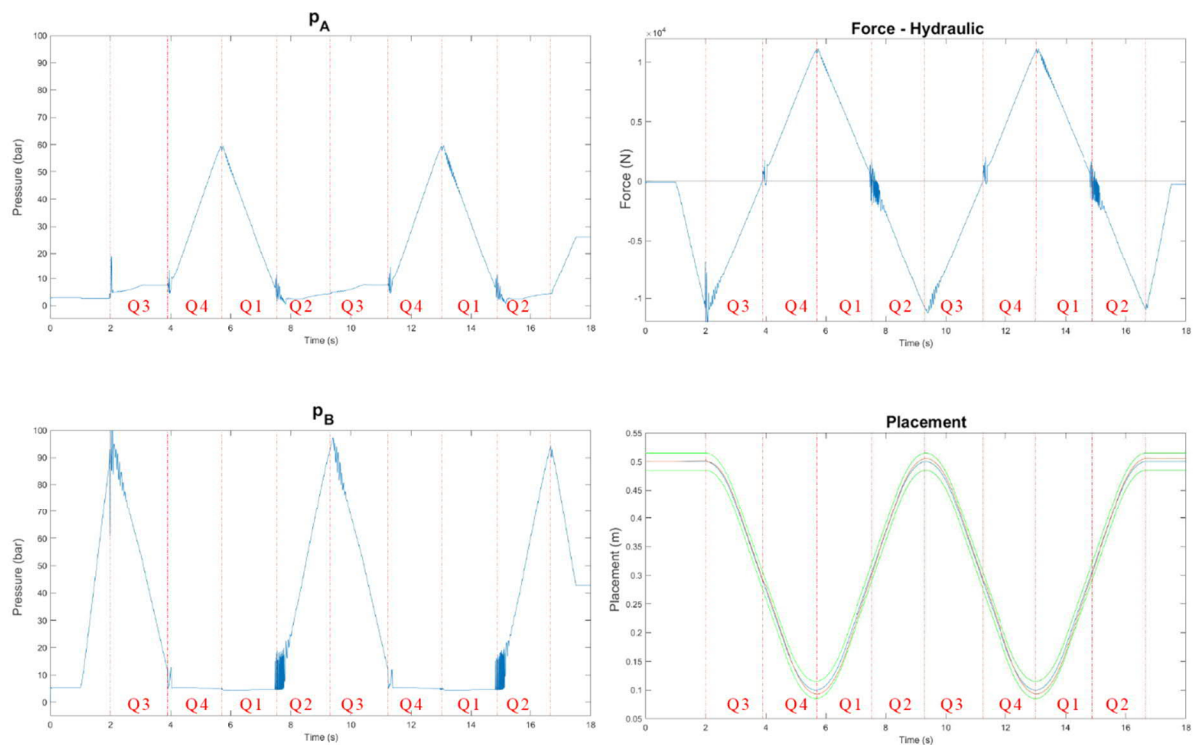 p_A
Pressure (bar)
100
90
80
70
60
50
40
30
20
10
0
Q3 Q4 Q1 Q2 Q3 Q4 Q1 Q2
0 2 4 6 8 10 12 14 16 18
Time (s)
Force - Hydraulic
×10⁴
Force (N)
1
0.5
0
-0.5
-1
Q3 Q4 Q1 Q2 Q3 Q4 Q1 Q2
0 2 4 6 8 10 12 14 16 18
Time (s)
p_B
Pressure (bar)
100
90
80
70
60
50
40
30
20
10
0
Q3 Q4 Q1 Q2 Q3 Q4 Q1 Q2
0 2 4 6 8 10 12 14 16 18
Time (s)
Placement
Placement (m)
0.55
0.5
0.45
0.4
0.35
0.3
0.25
0.2
0.15
0.1
0.05
Q3 Q4 Q1 Q2 Q3 Q4 Q1 Q2
0 2 4 6 8 10 12 14 16 18
Time (s)